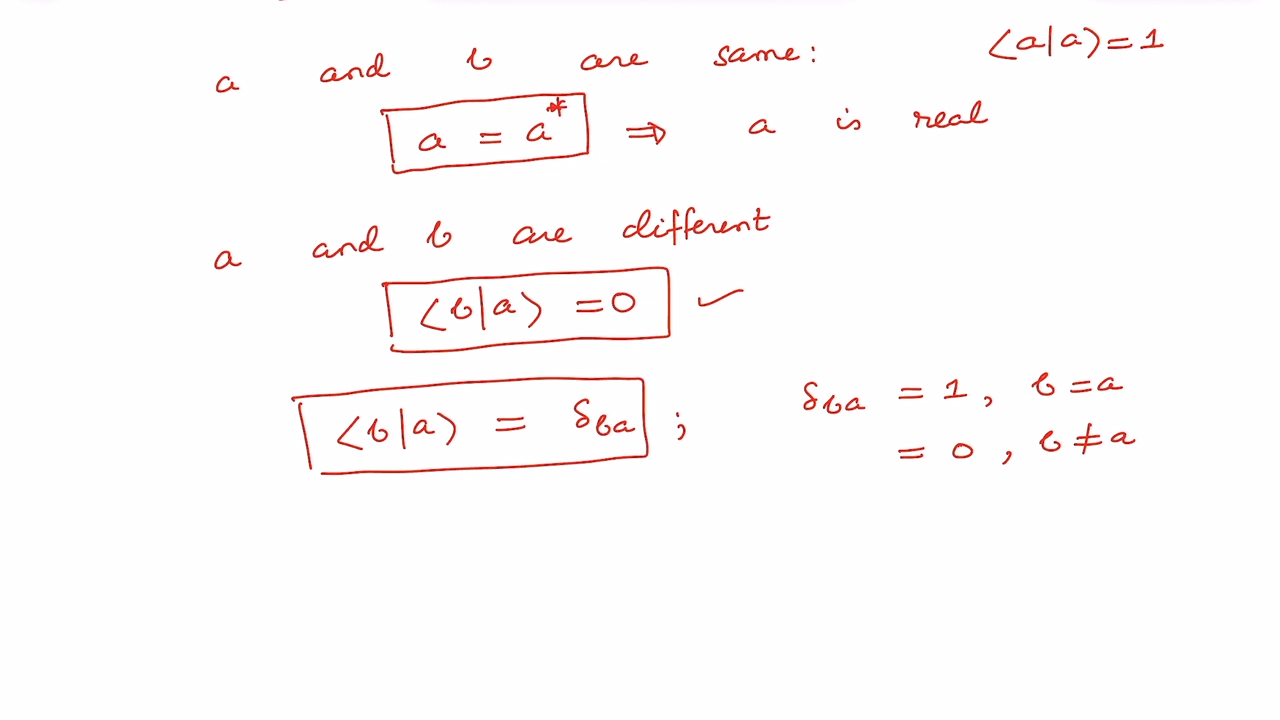 a and b are same: ⟨a|a⟩ = 1
a = a* ⇒ a is real
a and b are different
⟨b|a⟩ = 0 ✓
⟨b|a⟩ = δba ; δba = 1, b = a
= 0, b ≠ a